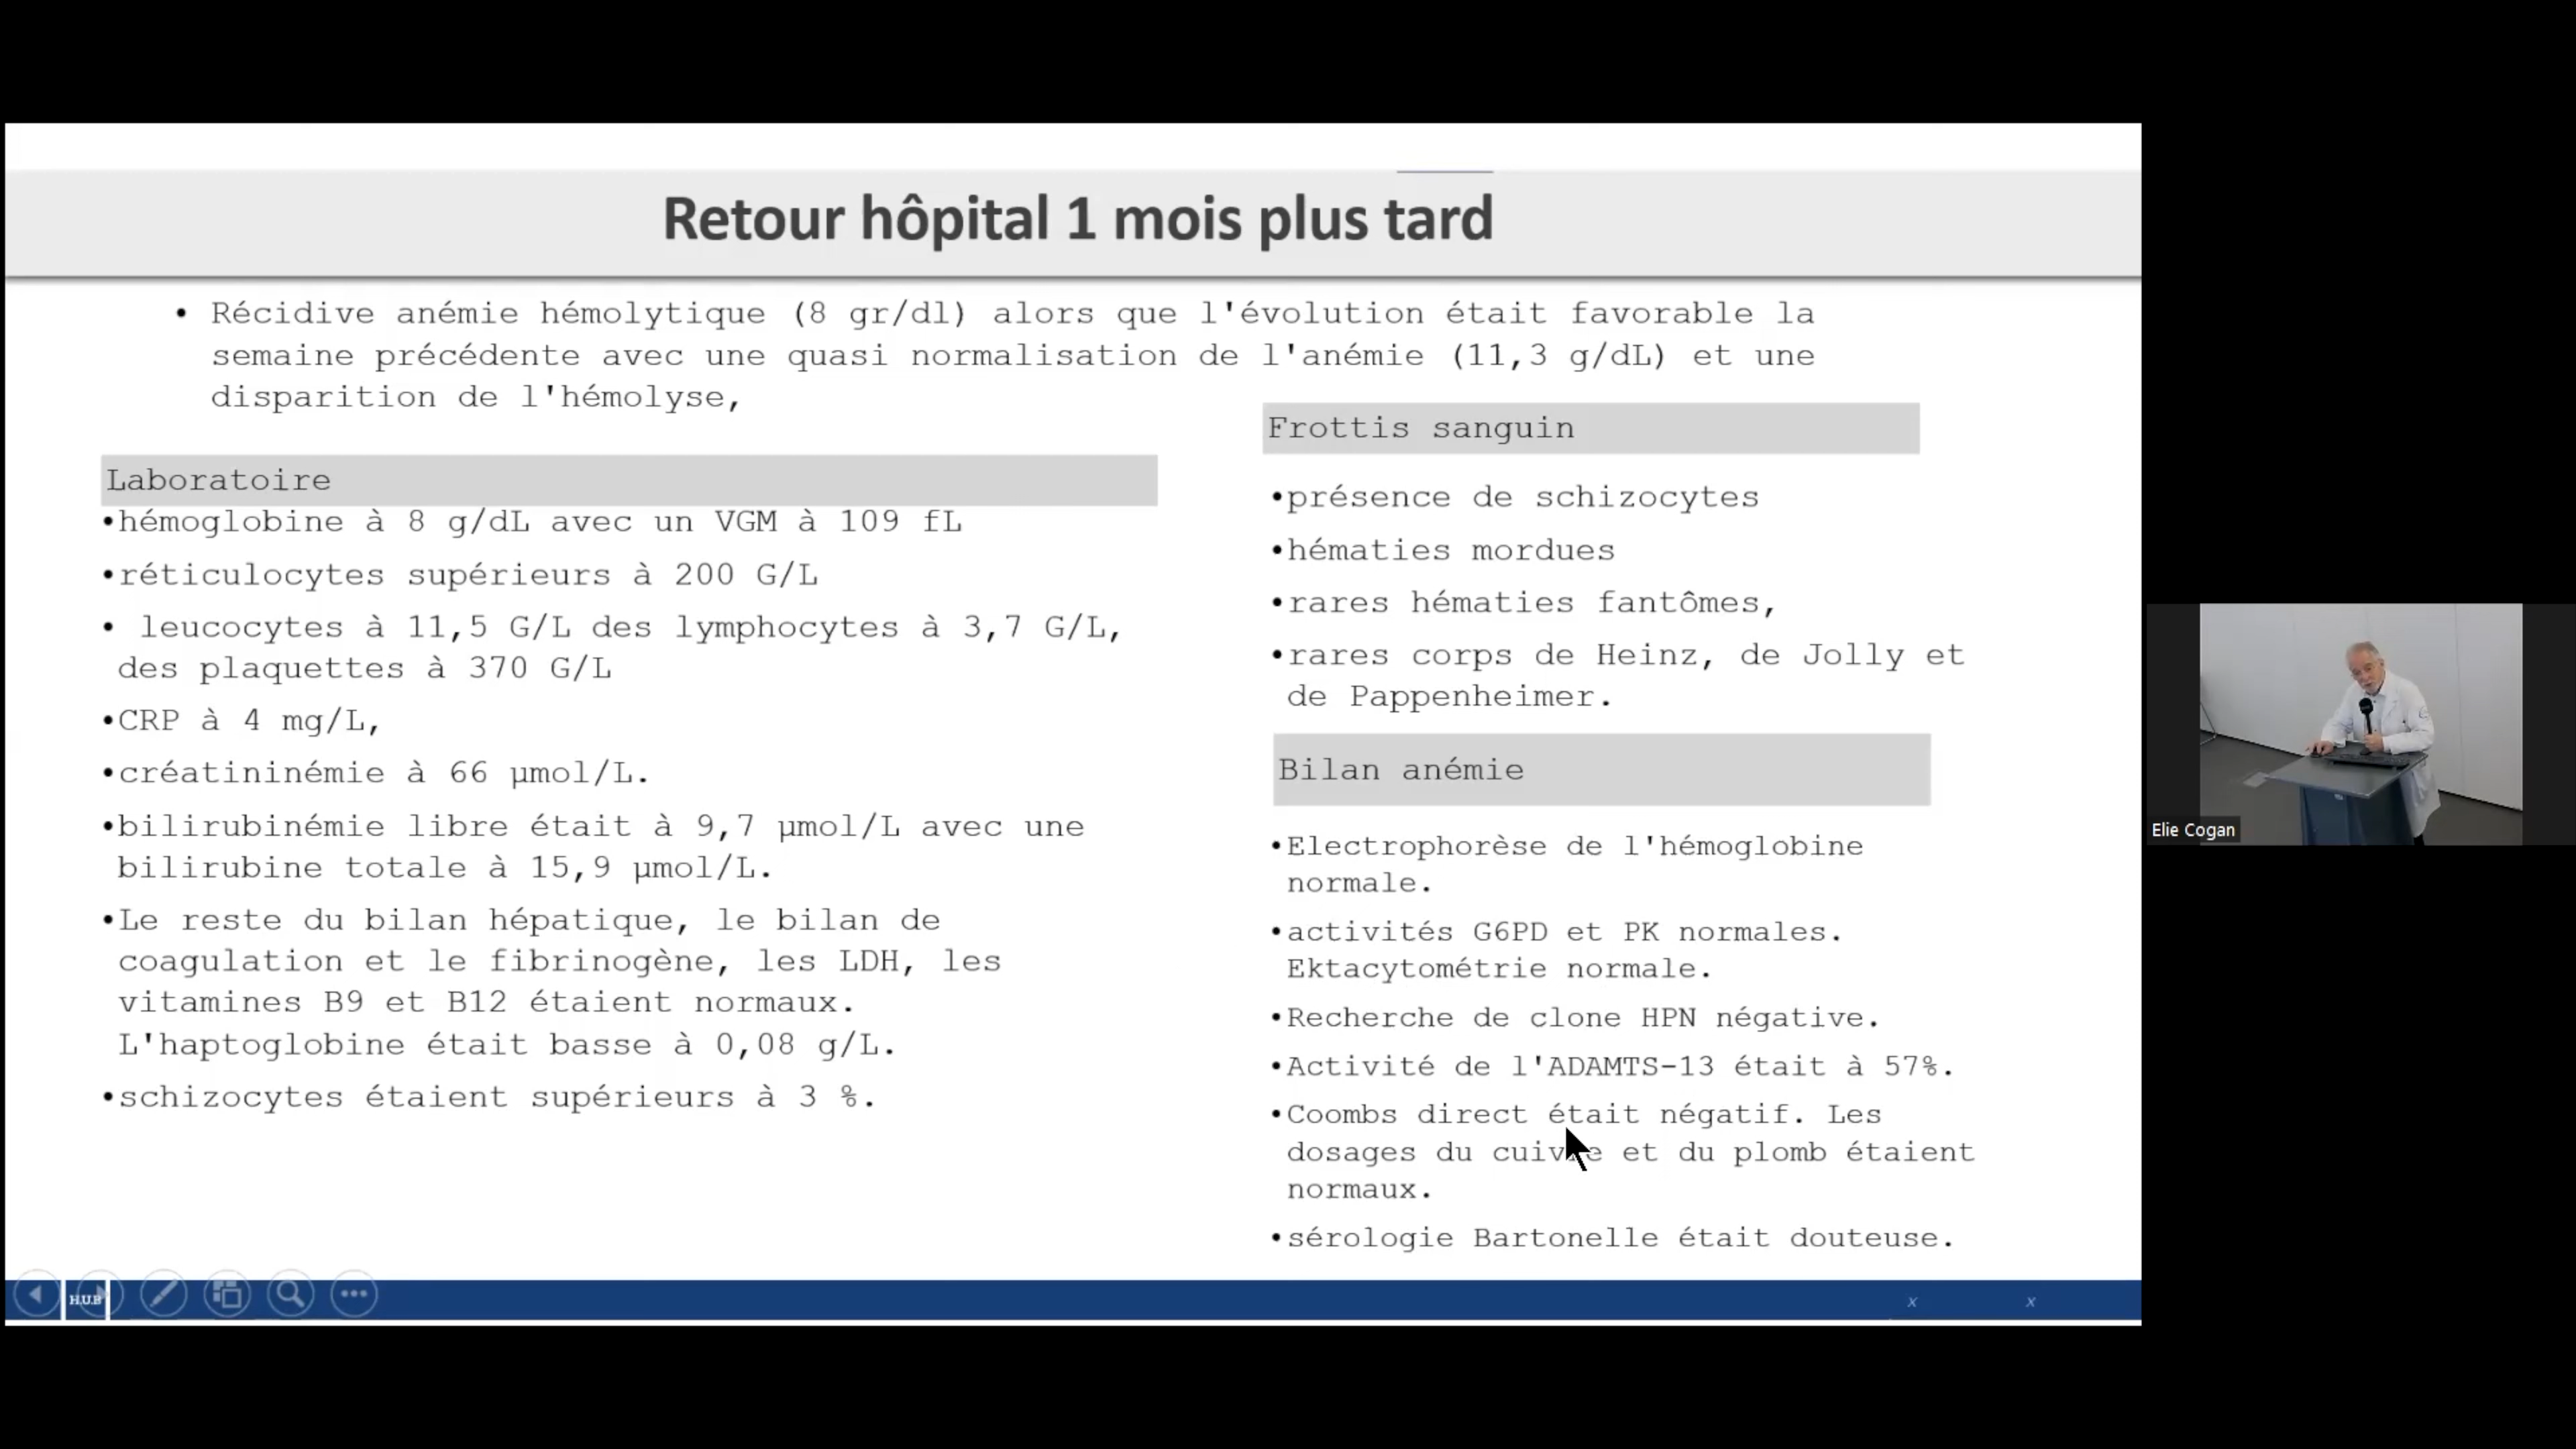 Retour hôpital 1 mois plus tard
• Récidive anémie hémolytique (8 gr/dl) alors que l'évolution était favorable la
semaine précédente avec une quasi normalisation de l'anémie (11,3 g/dL) et une
disparition de l'hémolyse,
Laboratoire
•hémoglobine à 8 g/dL avec un VGM à 109 fL
•réticulocytes supérieurs à 200 G/L
• leucocytes à 11,5 G/L des lymphocytes à 3,7 G/L,
des plaquettes à 370 G/L
•CRP à 4 mg/L,
•créatininémie à 66 µmol/L.
•bilirubinémie libre était à 9,7 µmol/L avec une
bilirubine totale à 15,9 µmol/L.
•Le reste du bilan hépatique, le bilan de
coagulation et le fibrinogène, les LDH, les
vitamines B9 et B12 étaient normaux.
L'haptoglobine était basse à 0,08 g/L.
•schizocytes étaient supérieurs à 3 %.
Frottis sanguin
•présence de schizocytes
•hématies mordues
•rares hématies fantômes,
•rares corps de Heinz, de Jolly et
de Pappenheimer.
Bilan anémie
•Electrophorèse de l'hémoglobine
normale.
•activités G6PD et PK normales.
Ektacytométrie normale.
•Recherche de clone HPN négative.
•Activité de l'ADAMTS-13 était à 57%.
•Coombs direct était négatif. Les
dosages du cuivre et du plomb étaient
normaux.
•sérologie Bartonelle était douteuse.
H.U.B
x x
Elie Cogan